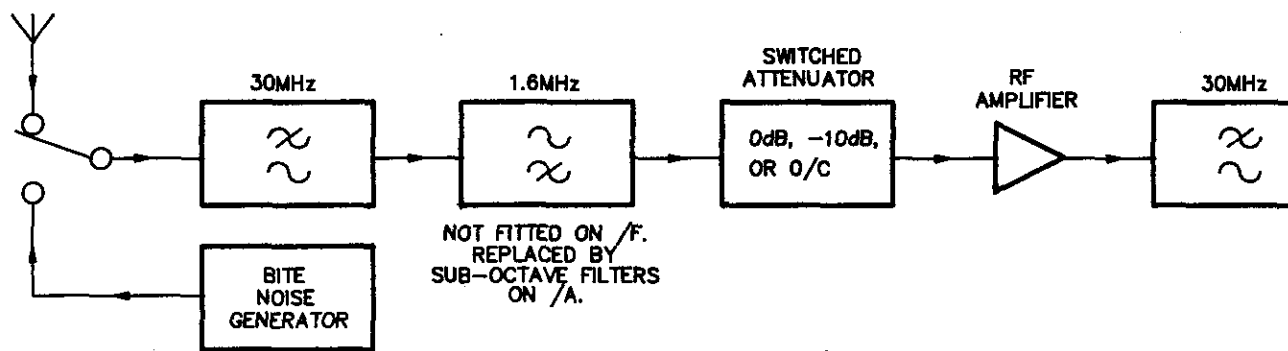 30MHz
1.6MHz
SWITCHED
ATTENUATOR
RF
AMPLIFIER
30MHz
0dB, -10dB,
OR O/C
NOT FITTED ON /F.
REPLACED BY
SUB-OCTAVE FILTERS
ON /A.
BITE
NOISE
GENERATOR